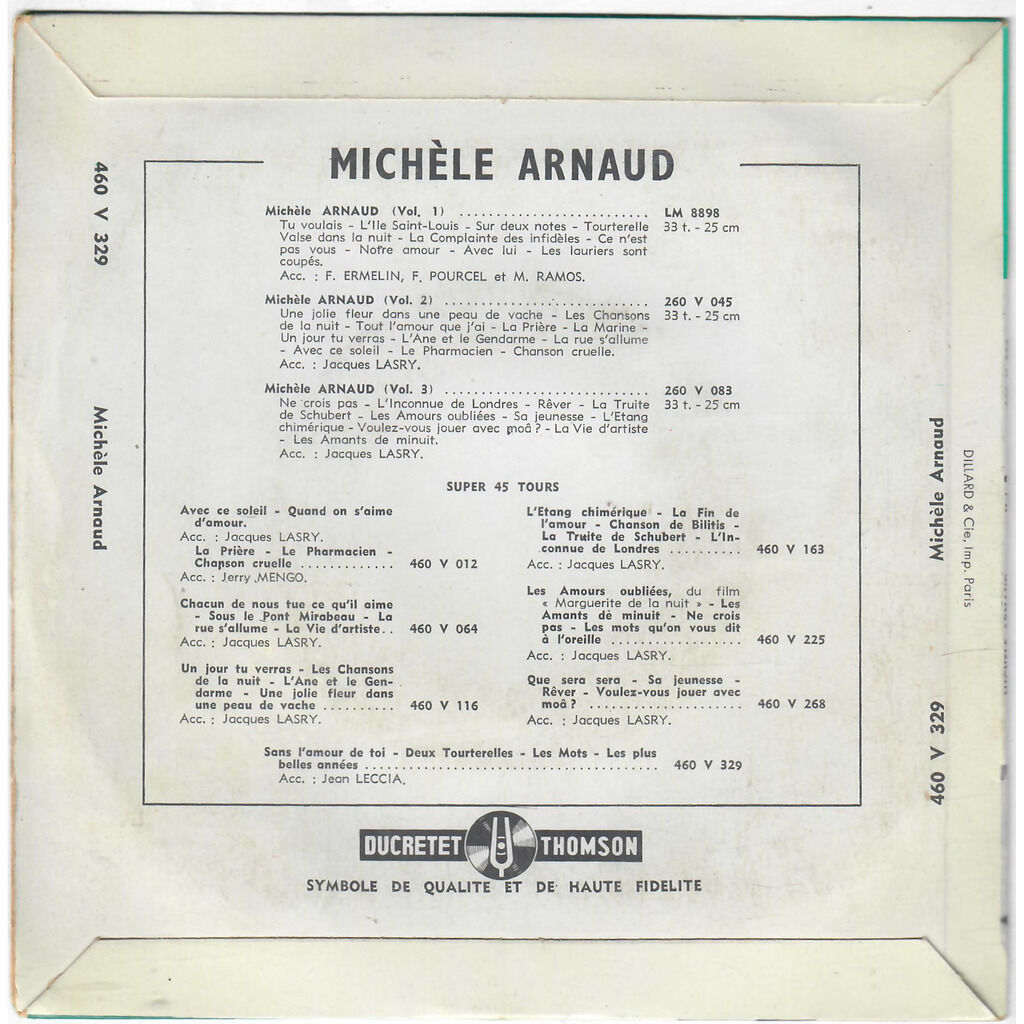 MICHÈLE ARNAUD
460 V 329
Michèle Arnaud
Michèle ARNAUD (Vol. 1) .......................... LM 8898
Tu voulais - L'Ile Saint-Louis - Sur deux notes - Tourterelle 33 t. - 25 cm
Valse dans la nuit - La Complainte des infidèles - Ce n'est
pas vous - Notre amour - Avec lui - Les lauriers sont
coupés.
Acc. : F. ERMELIN, F. POURCEL et M. RAMOS.
Michèle ARNAUD (Vol. 2) ............................ 260 V 045
Une jolie fleur dans une peau de vache - Les Chansons 33 t. - 25 cm
de la nuit - Tout l'amour que j'ai - La Prière - La Marine -
Un jour tu verras - L'Ane et le Gendarme - La rue s'allume
- Avec ce soleil - Le Pharmacien - Chanson cruelle.
Acc. : Jacques LASRY.
Michèle ARNAUD (Vol. 3) ............................ 260 V 083
Ne crois pas - L'Inconnue de Londres - Rêver - La Truite 33 t. - 25 cm
de Schubert - Les Amours oubliées - Sa jeunesse - L'Etang
chimérique - Voulez-vous jouer avec moâ ? - La Vie d'artiste
- Les Amants de minuit.
Acc. : Jacques LASRY.
SUPER 45 TOURS
Avec ce soleil - Quand on s'aime
d'amour.
Acc. : Jacques LASRY.
La Prière - Le Pharmacien -
Chanson cruelle ............. 460 V 012
Acc. : Jerry MENGO.
Chacun de nous tue ce qu'il aime
- Sous le Pont Mirabeau - La
rue s'allume - La Vie d'artiste.. 460 V 064
Acc. : Jacques LASRY.
Un jour tu verras - Les Chansons
de la nuit - L'Ane et le Gen-
darme - Une jolie fleur dans
une peau de vache .......... 460 V 116
Acc. : Jacques LASRY.
L'Etang chimérique - La Fin de
l'amour - Chanson de Bilitis -
La Truite de Schubert - L'In-
connue de Londres .......... 460 V 163
Acc. : Jacques LASRY.
Les Amours oubliées, du film
« Marguerite de la nuit » - Les
Amants de minuit - Ne crois
pas - Les mots qu'on vous dit
à l'oreille .................. 460 V 225
Acc. : Jacques LASRY.
Que sera sera - Sa jeunesse -
Rêver - Voulez-vous jouer avec
moâ ? ..................... 460 V 268
Acc. : Jacques LASRY.
Sans l'amour de toi - Deux Tourterelles - Les Mots - Les plus
belles années ........................................ 460 V 329
Acc. : Jean LECCIA.
DUCRETET THOMSON
SYMBOLE DE QUALITE ET DE HAUTE FIDELITE
Michèle Arnaud
460 V 329
DILLARD & Cie, Imp. Paris